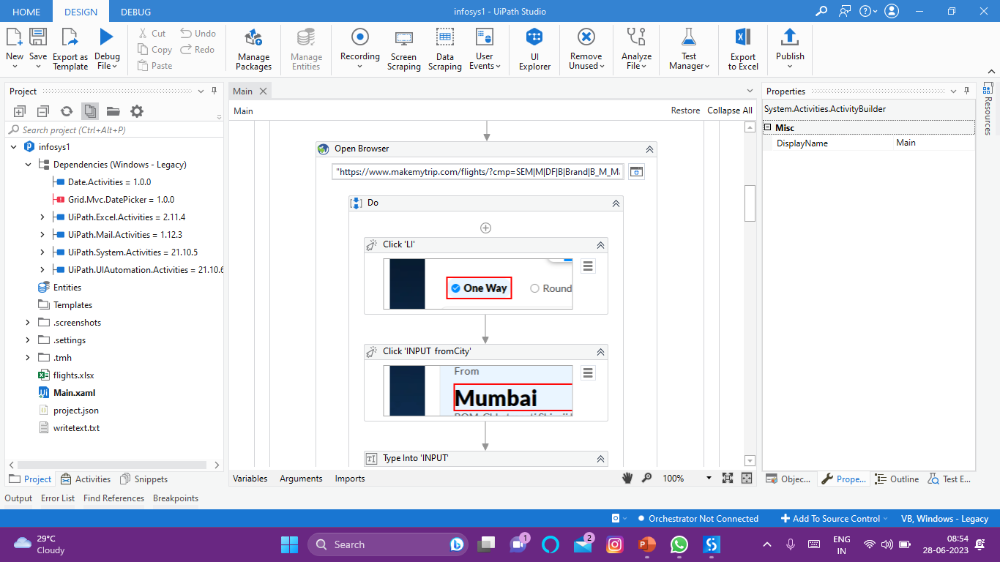 HOME DESIGN DEBUG infosys1 - UiPath Studio
New Save Export as Template Debug File Cut Copy Paste Undo Redo Manage Packages Manage Entities Recording Screen Scraping Data Scraping User Events UI Explorer Remove Unused Analyze File Test Manager Export to Excel Publish
Project
Search project (Ctrl+Alt+P)
infosys1
Dependencies (Windows - Legacy)
Date.Activities = 1.0.0
Grid.Mvc.DatePicker = 1.0.0
UiPath.Excel.Activities = 2.11.4
UiPath.Mail.Activities = 1.12.3
UiPath.System.Activities = 21.10.5
UiPath.UIAutomation.Activities = 21.10.6
Entities
Templates
.screenshots
.settings
.tmh
flights.xlsx
Main.xaml
project.json
writetext.txt
Project Activities Snippets
Main
Main Restore Collapse All
Open Browser
"https://www.makemytrip.com/flights/?cmp=SEM|M|DF|B|Brand|B_M_Ma
Do
Click 'LI'
One Way Round
Click 'INPUT fromCity'
From
Mumbai
Type Into 'INPUT'
Variables Arguments Imports 100%
Properties
System.Activities.ActivityBuilder
Misc
DisplayName Main
Resources
Objec... Prope... Outline Test E...
Output Error List Find References Breakpoints
Orchestrator Not Connected Add To Source Control VB, Windows - Legacy
29°C
Cloudy
Search
1
2
ENG
IN
08:54
28-06-2023